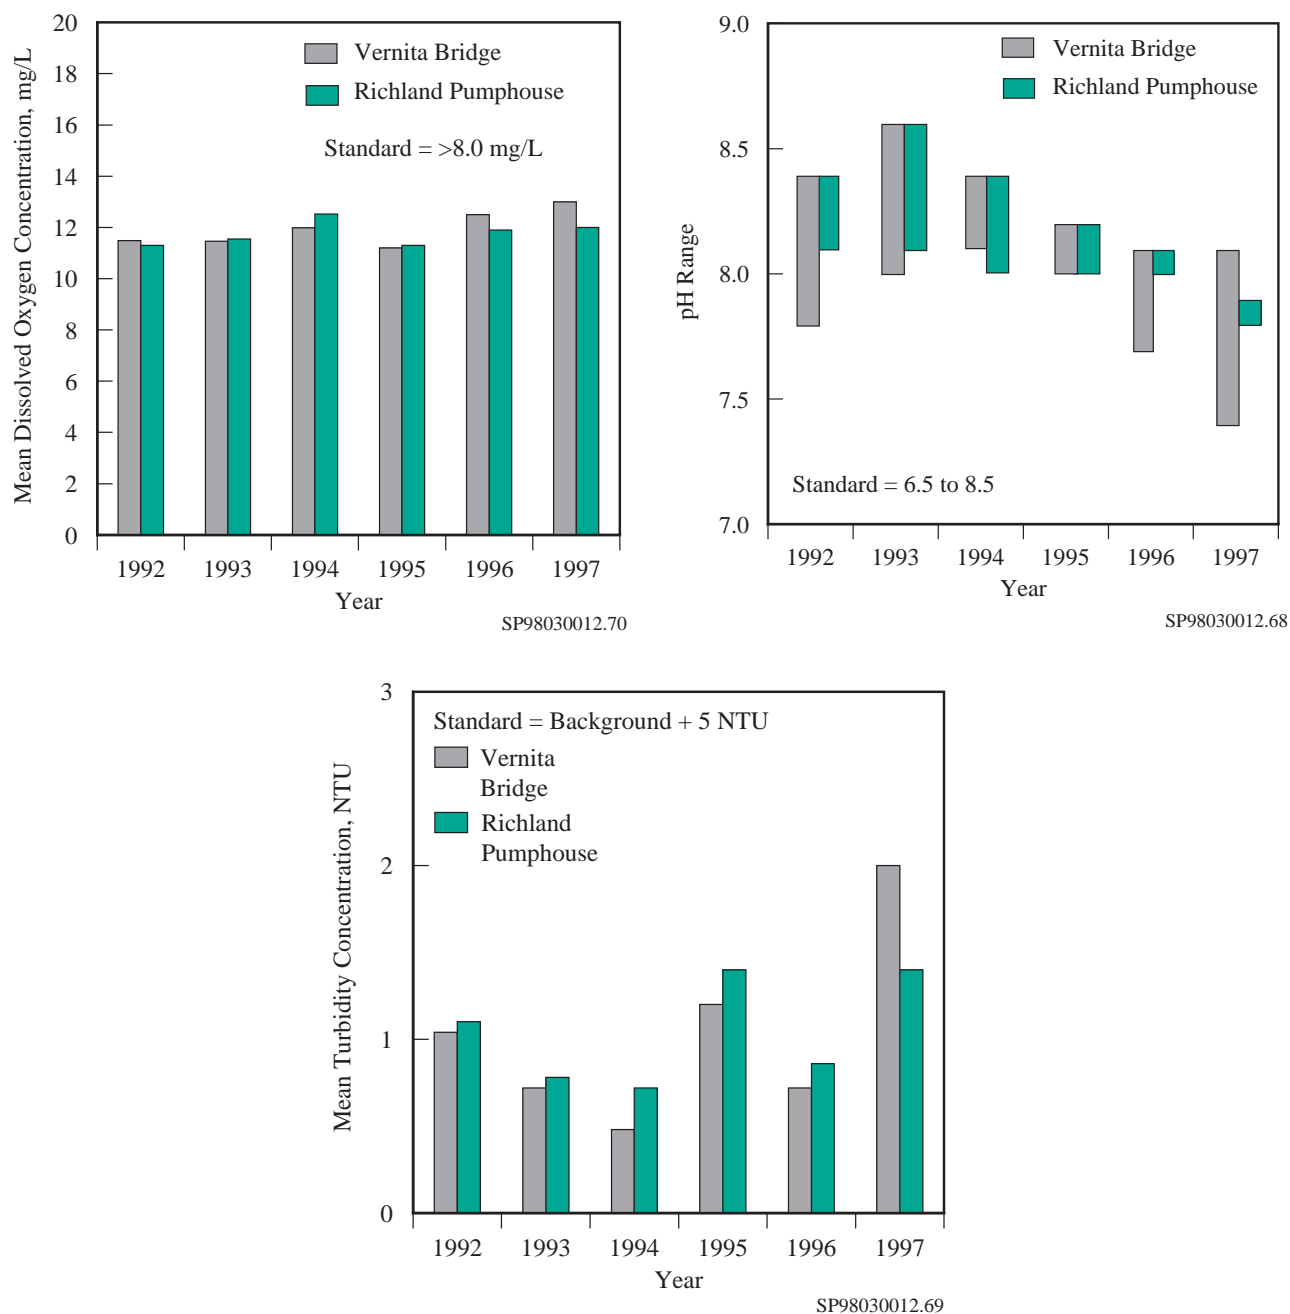 Mean Dissolved Oxygen Concentration, mg/L
20
18
16
14
12
10
8
6
4
2
0
Vernita Bridge
Richland Pumphouse
Standard = >8.0 mg/L
1992 1993 1994 1995 1996 1997
Year
SP98030012.70
pH Range
9.0
8.5
8.0
7.5
7.0
Vernita Bridge
Richland Pumphouse
Standard = 6.5 to 8.5
1992 1993 1994 1995 1996 1997
Year
SP98030012.68
Mean Turbidity Concentration, NTU
3
2
1
0
Standard = Background + 5 NTU
Vernita
Bridge
Richland
Pumphouse
1992 1993 1994 1995 1996 1997
Year
SP98030012.69